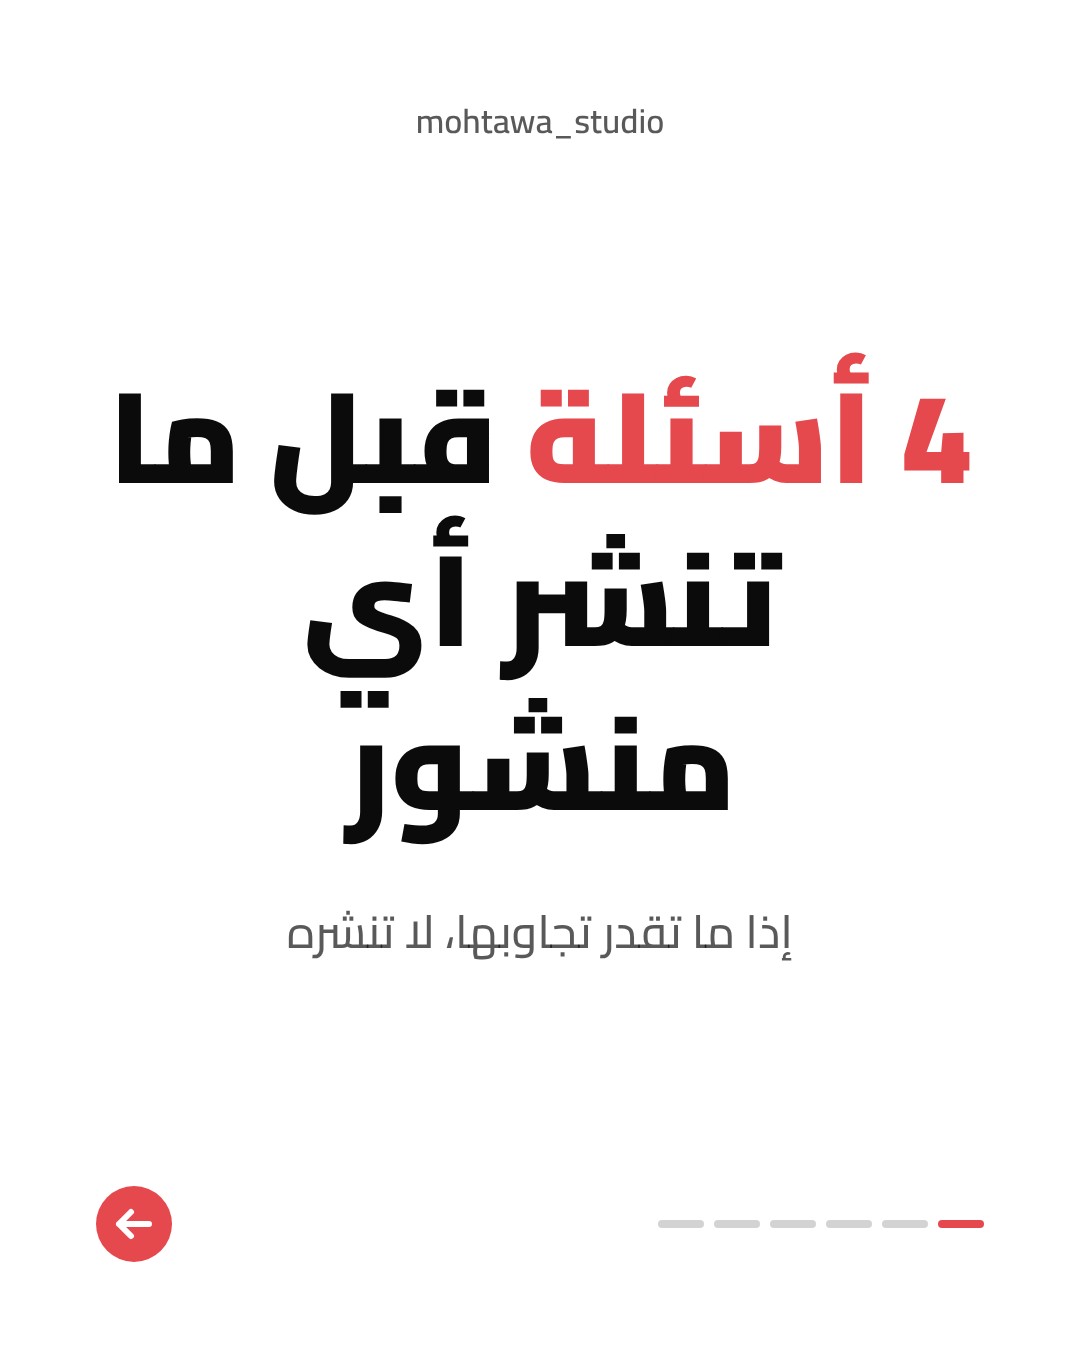 mohtawa_studio
4 أسئلة قبل ما
تنشر أي
منشور
إذا ما تقدر تجاوبها، لا تنشره